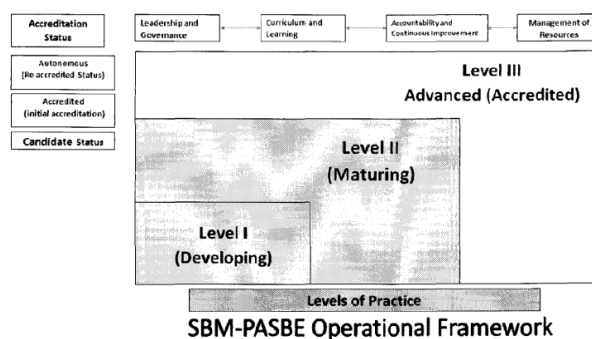 Accreditation
Status
Leadership and
Governance
Curriculum and
Learning
Accountability and
Continuous Improvement
Management of
Resources
Autonomous
(Re accredited Status)
Accredited
(initial accreditation)
Candidate Status
Level III
Advanced (Accredited)
Level II
(Maturing)
Level I
(Developing)
Levels of Practice
SBM-PASBE Operational Framework